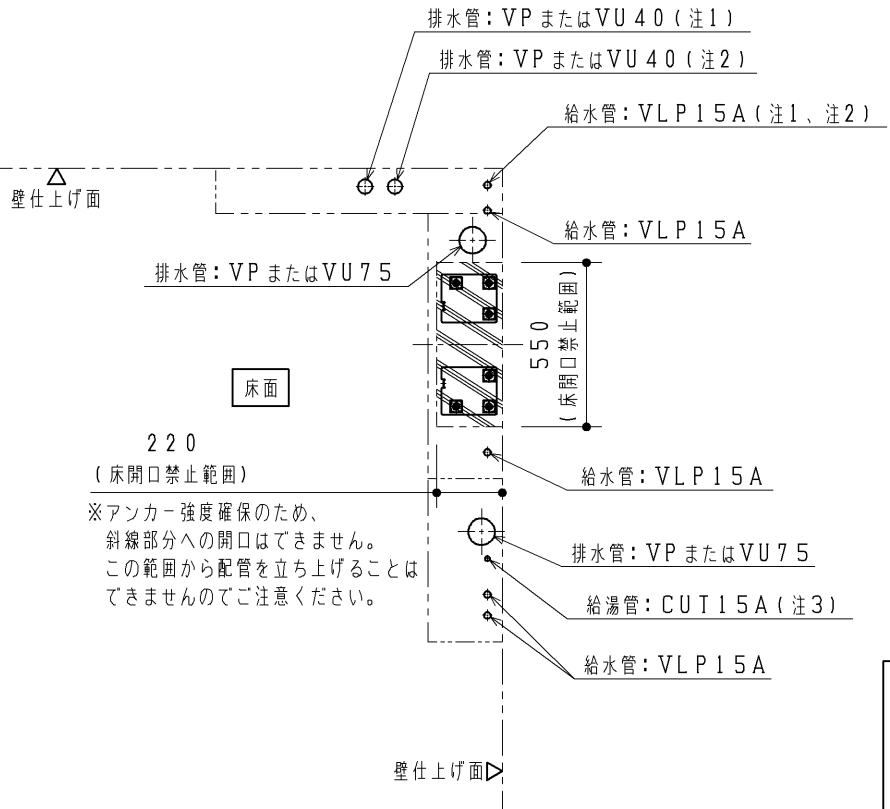 排水管：VPまたはVU40（注1）
排水管：VPまたはVU40（注2）
給水管：VLP15A（注1、注2）
壁仕上げ面
給水管：VLP15A
排水管：VPまたはVU75
550
（床開口禁止範囲）
床面
220
（床開口禁止範囲）
給水管：VLP15A
※アンカー強度確保のため、
斜線部分への開口はできません。
この範囲から配管を立ち上げることは
できませんのでご注意ください。
排水管：VPまたはVU75
給湯管：CUT15A（注3）
給水管：VLP15A
壁仕上げ面